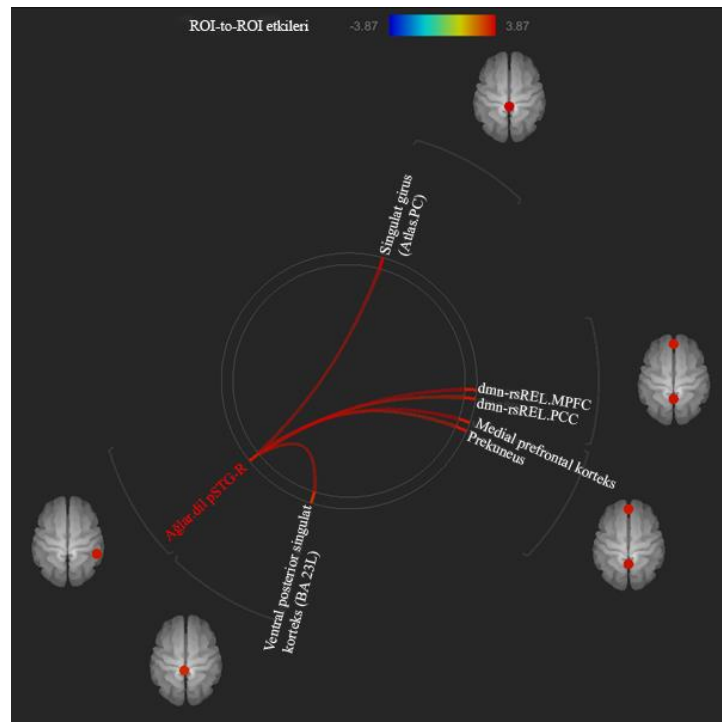 ROI-to-ROI etkileri
-3.87
3.87
Singulat girus
(Atlas.PC)
dmn-rsREL.MPFC
dmn-rsREL.PCC
Medial prefrontal korteks
Prekuneus
Ağlar.dil pSTG-R
Ventral posterior singulat
korteks (BA 23L)